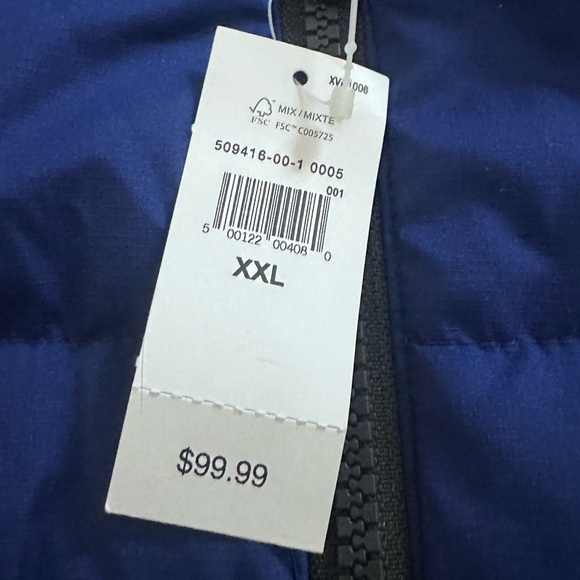 MIX / MIXTE
FSC FSC™ C005725
509416-00-1 0005
001
5 00122 00408 0
XXL
$99.99